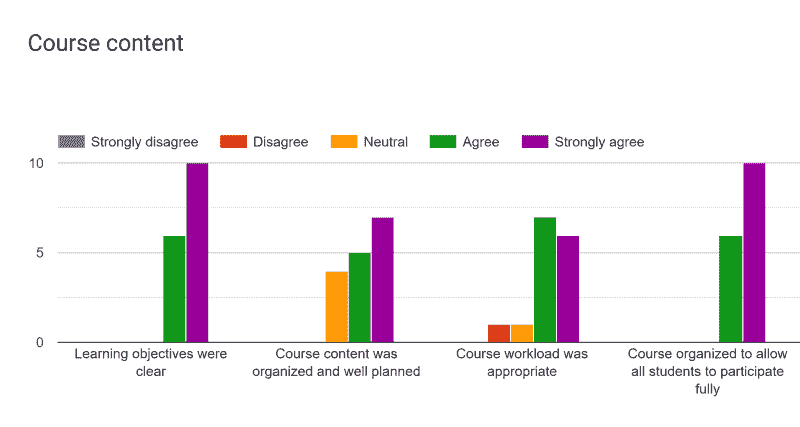 Course content
Strongly disagree Disagree Neutral Agree Strongly agree
10
5
0
Learning objectives were
clear
Course content was
organized and well planned
Course workload was
appropriate
Course organized to allow
all students to participate
fully